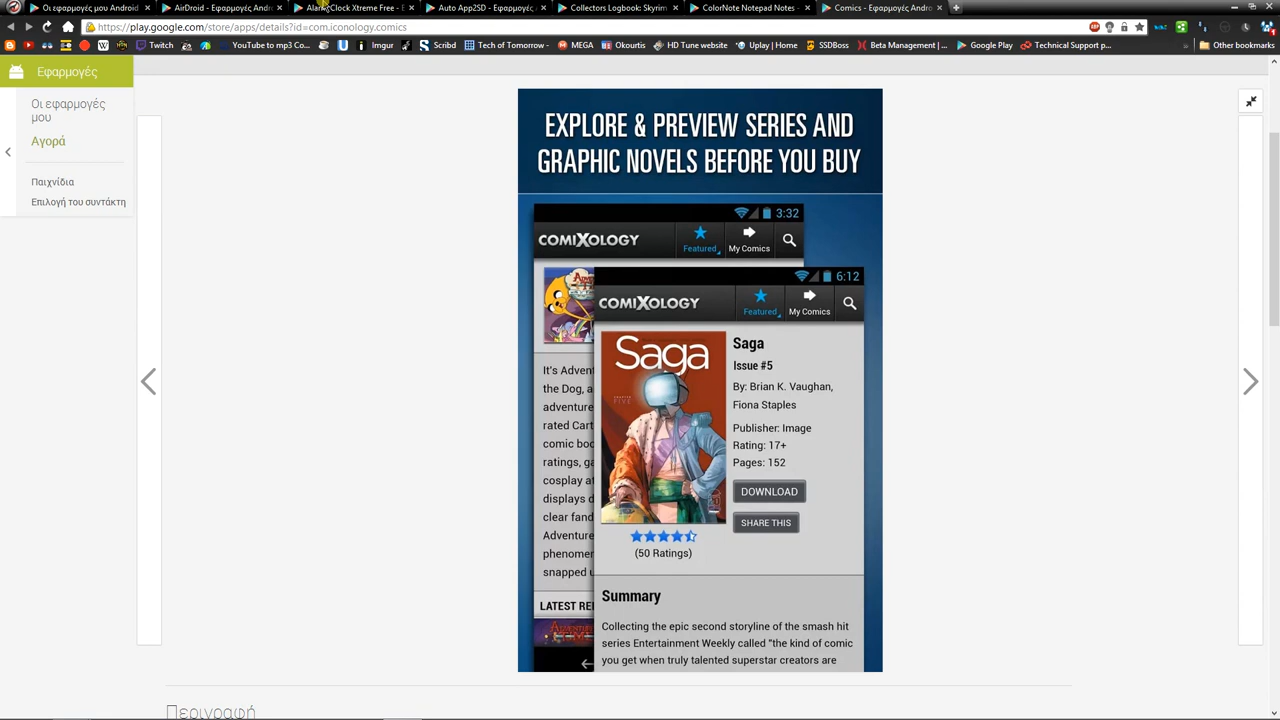 Οι εφαρμογές μου Android
AirDroid - Εφαρμογές Andro
AlarmClock Xtreme Free - E
Auto App2SD - Εφαρμογές
Collectors Logbook: Skyrim
ColorNote Notepad Notes -
Comics - Εφαρμογές Andro
https://play.google.com/store/apps/details?id=com.iconology.comics
Twitch
YouTube to mp3 Co...
Imgur
Scribd
Tech of Tomorrow -
MEGA
Okourtis
HD Tune website
Uplay | Home
SSDBoss
Beta Management |...
Google Play
Technical Support p...
Other bookmarks
Εφαρμογές
Οι εφαρμογές
μου
Αγορά
Παιχνίδια
Επιλογή του συντάκτη
EXPLORE & PREVIEW SERIES AND
GRAPHIC NOVELS BEFORE YOU BUY
3:32
COMIXOLOGY
Featured
My Comics
6:12
COMIXOLOGY
Featured
My Comics
Saga
Saga
Issue #5
By: Brian K. Vaughan,
Fiona Staples
Publisher: Image
Rating: 17+
Pages: 152
DOWNLOAD
SHARE THIS
(50 Ratings)
It's Advent
the Dog, a
adventure
rated Cart
comic boo
ratings, ga
cosplay at
displays d
clear fand
Adventure
phenomen
snapped u
LATEST REL
Summary
Collecting the epic second storyline of the smash hit
series Entertainment Weekly called "the kind of comic
you get when truly talented superstar creators are
Περιγραφή